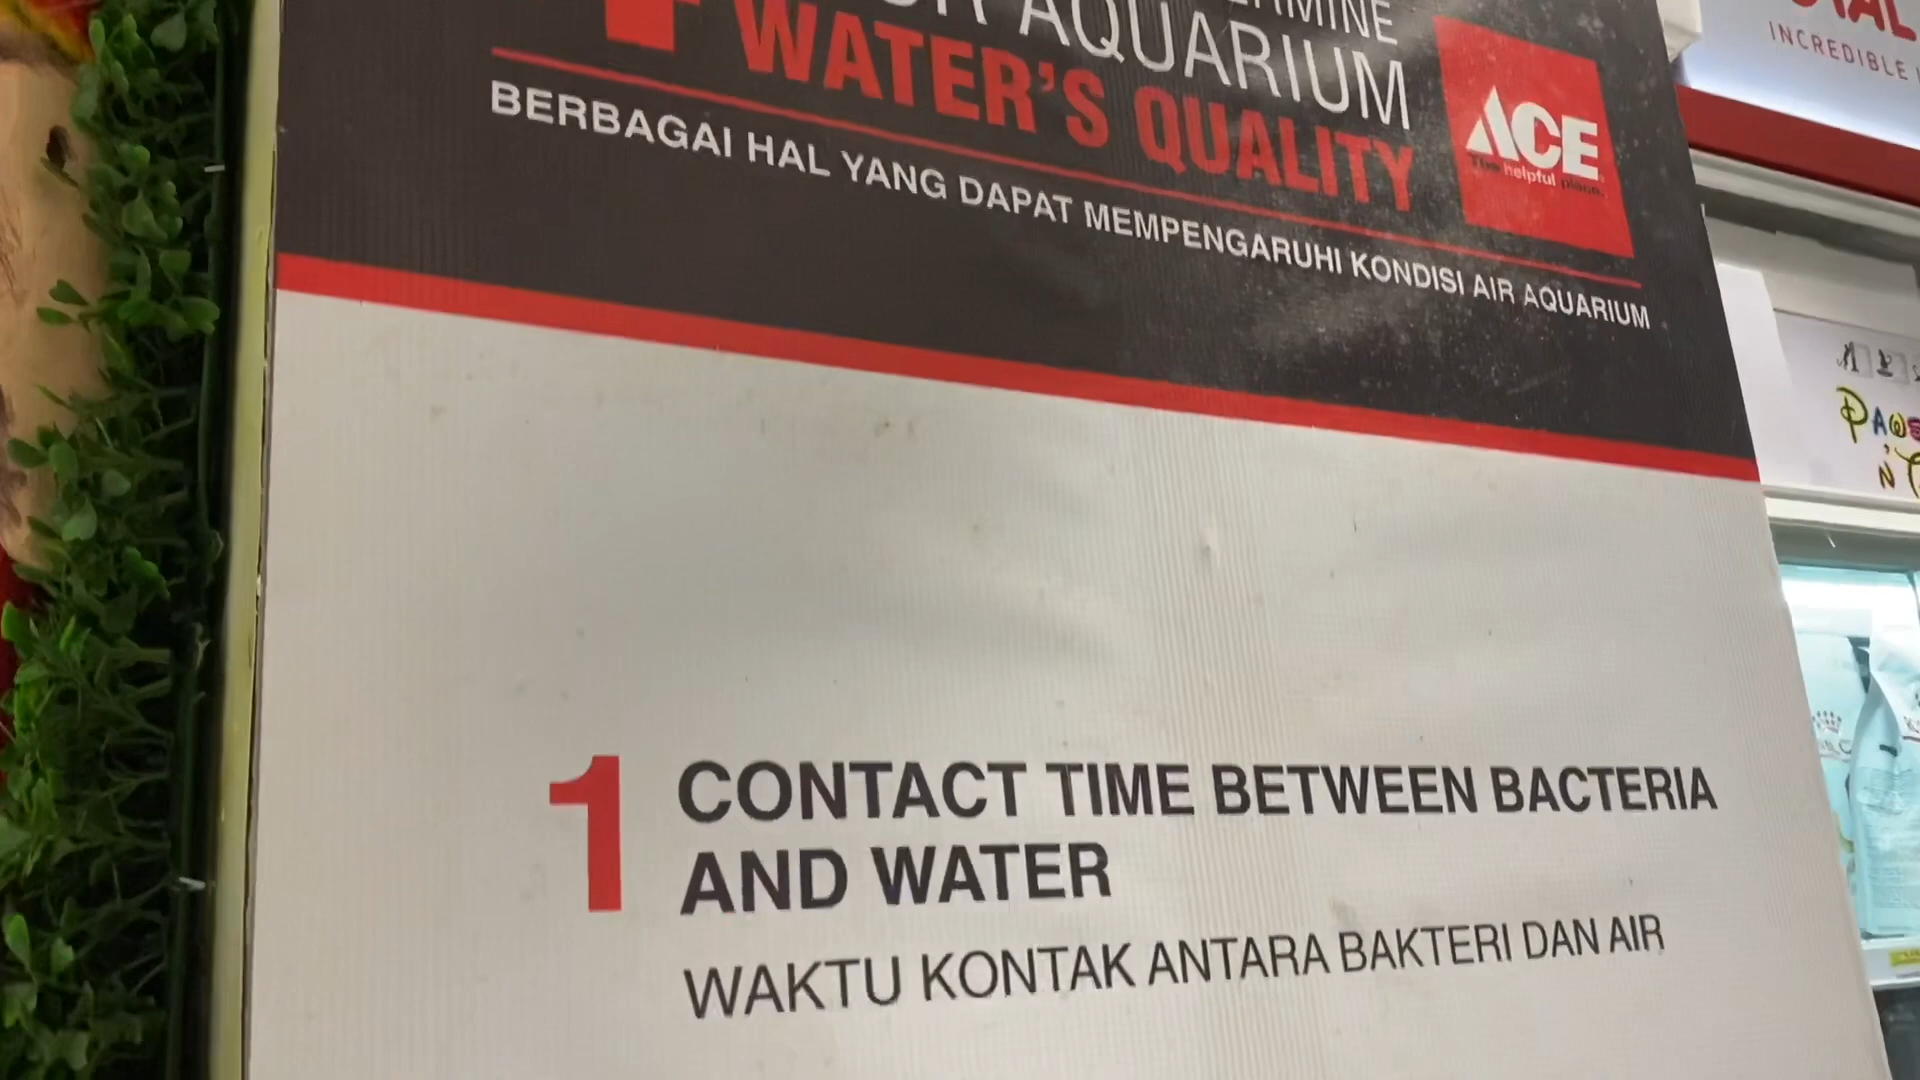 AQUARIUM
WATER'S QUALITY
BERBAGAI HAL YANG DAPAT MEMPENGARUHI KONDISI AIR AQUARIUM
ACE
The helpful place.
INCREDIBLE
PAWS
'N
1 CONTACT TIME BETWEEN BACTERIA
AND WATER
WAKTU KONTAK ANTARA BAKTERI DAN AIR